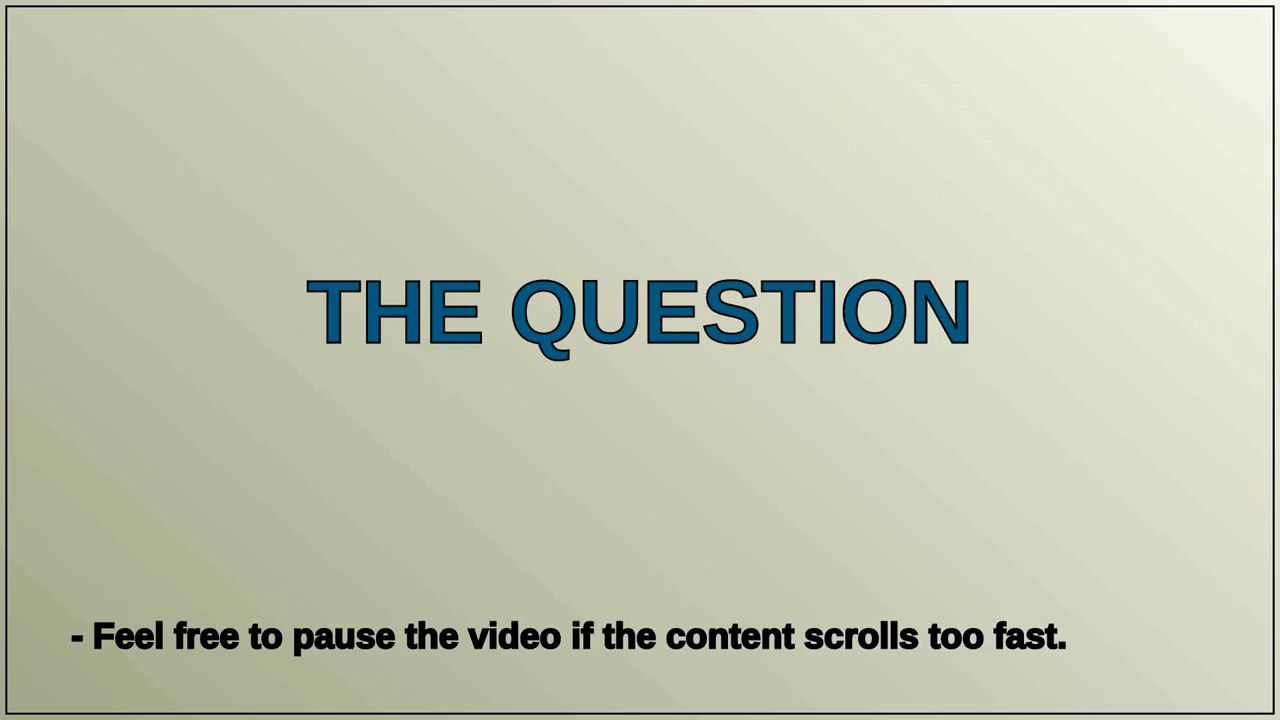 THE QUESTION
- Feel free to pause the video if the content scrolls too fast.